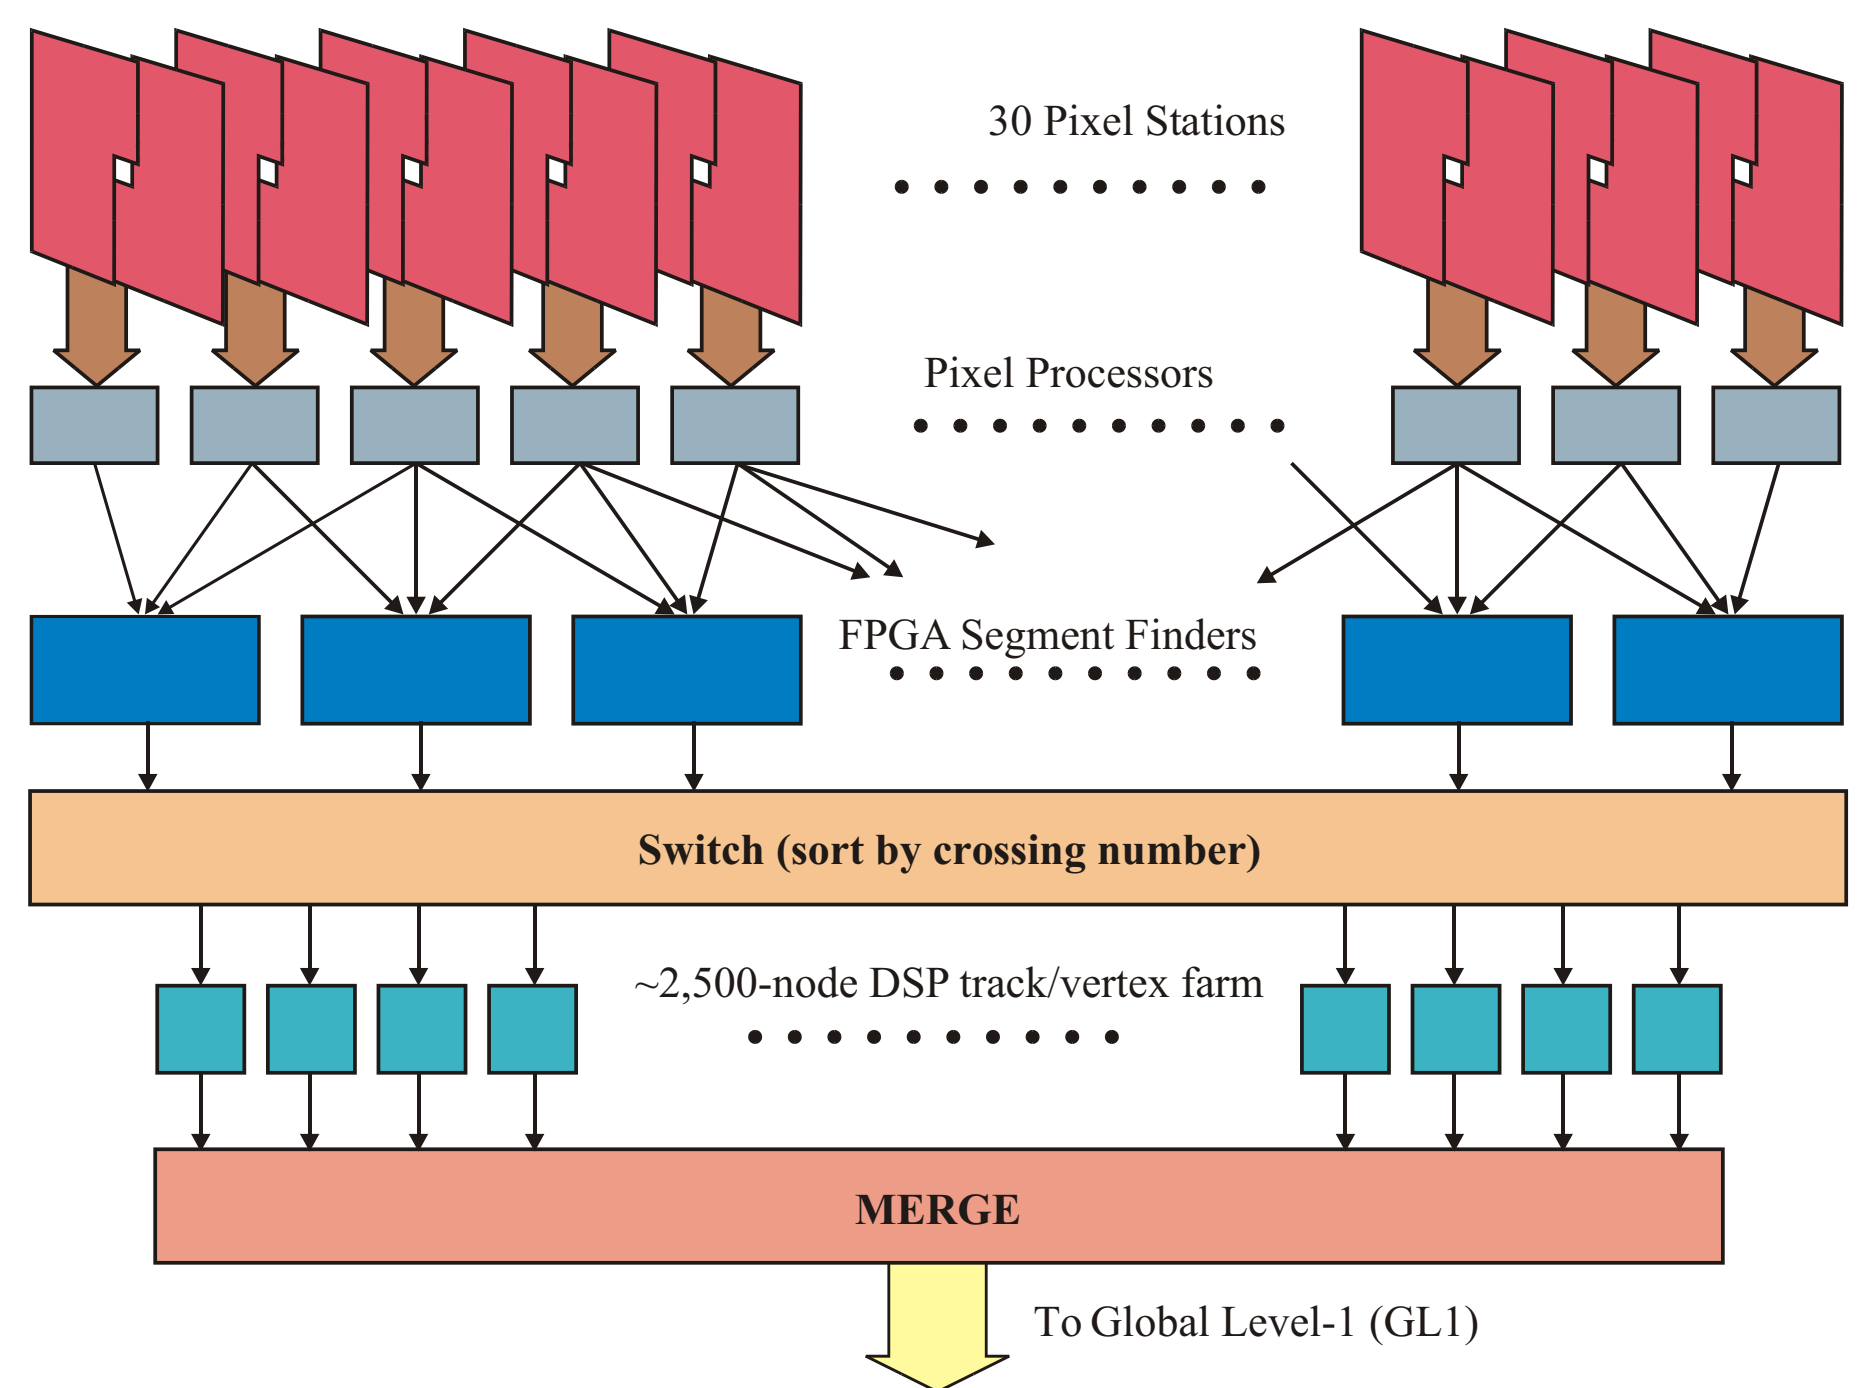 30 Pixel Stations
Pixel Processors
FPGA Segment Finders
Switch (sort by crossing number)
~2,500-node DSP track/vertex farm
MERGE
To Global Level-1 (GL1)